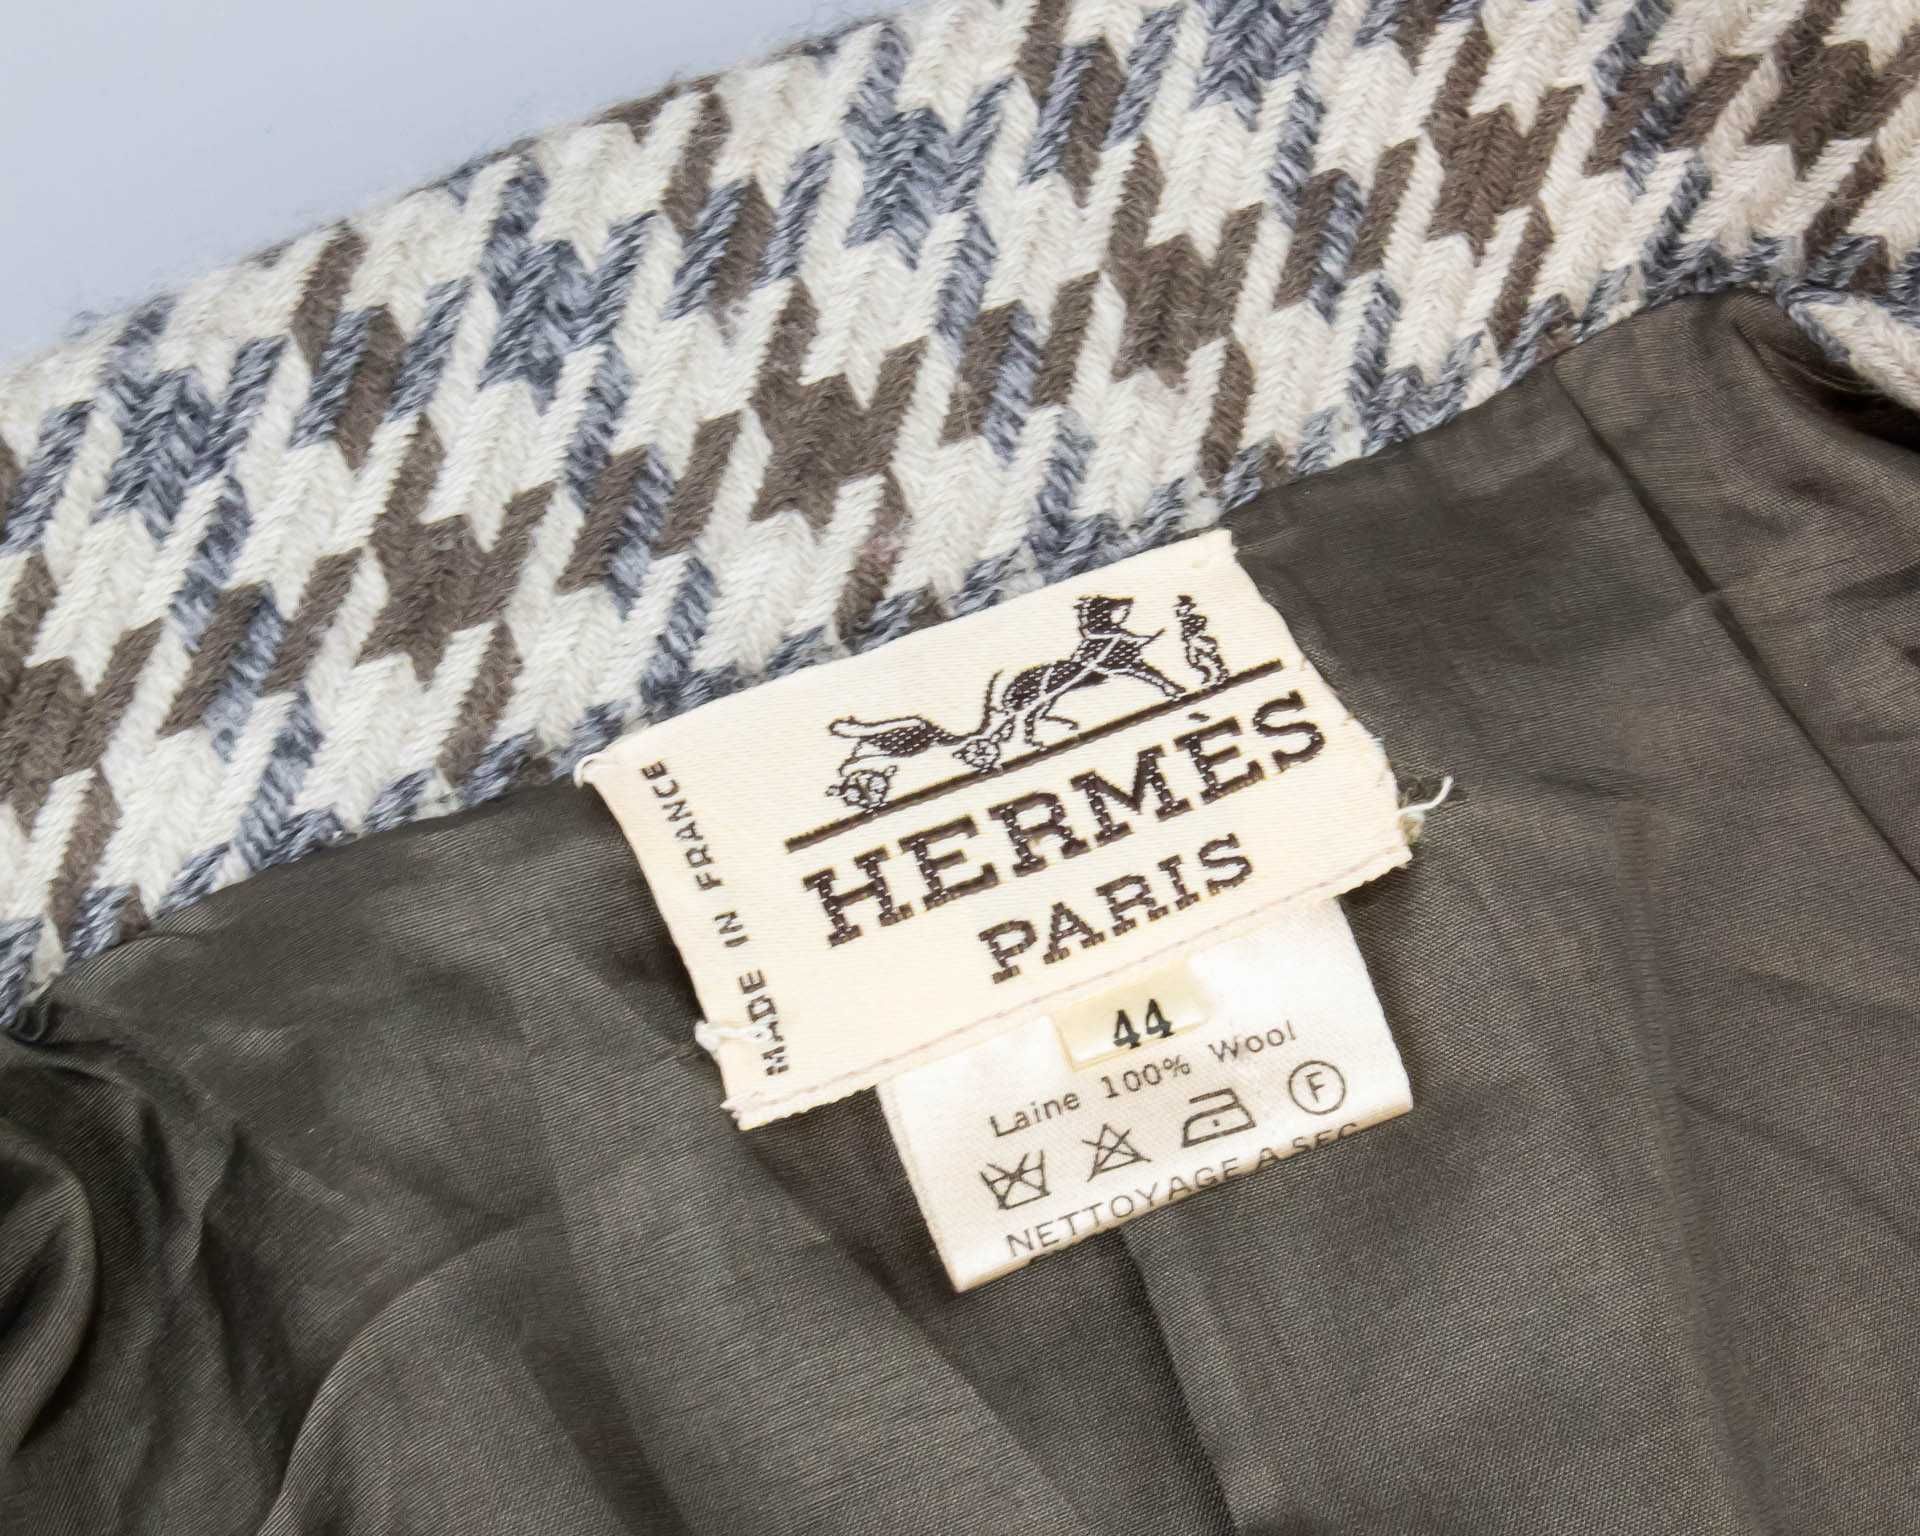 MADE IN FRANCE
HERMÈS
PARIS
44
Laine 100% Wool
F
NETTOYAGE A SEC